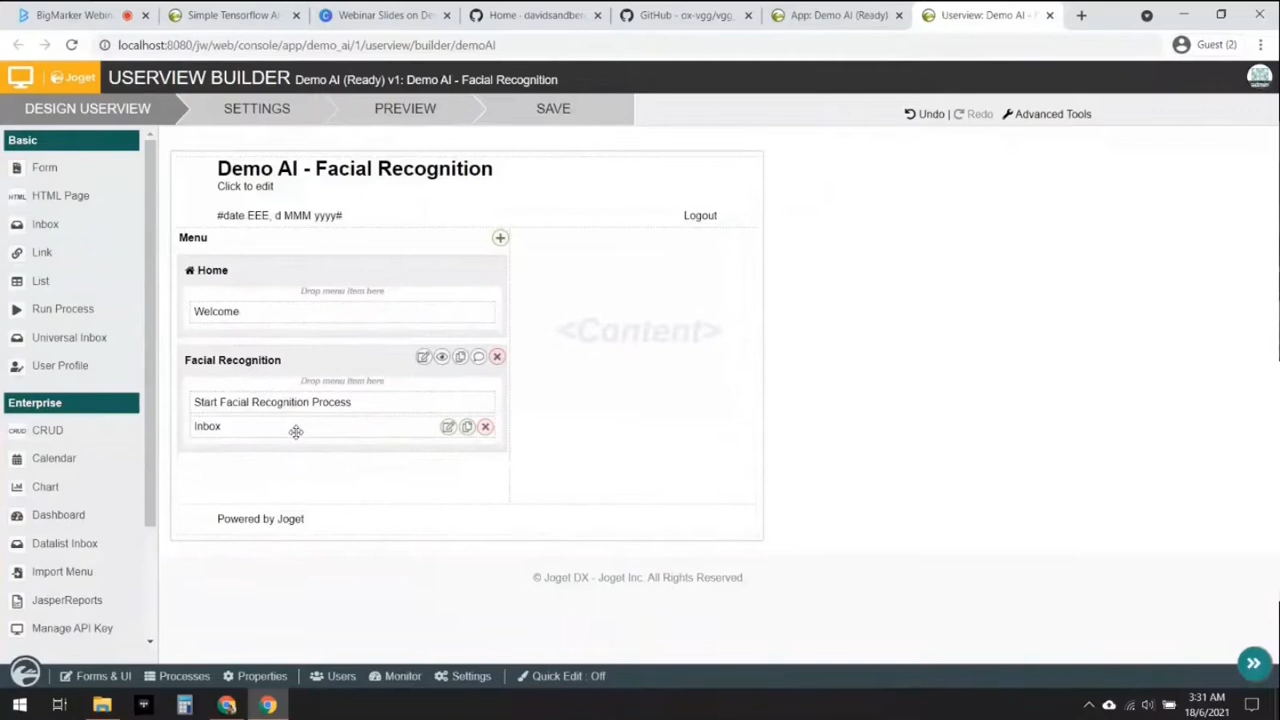 BigMarker Webin
Simple Tensorflow A
Webinar Slides on De
Home · davidsandber
GitHub - ox-vgg/vgg_
App: Demo AI (Ready)
Userview: Demo AI -
localhost:8080/jw/web/console/app/demo_ai/1/userview/builder/demoAI
Guest (2)
Joget
USERVIEW BUILDER Demo AI (Ready) v1: Demo AI - Facial Recognition
DESIGN USERVIEW
SETTINGS
PREVIEW
SAVE
Undo | Redo
Advanced Tools
Basic
Form
HTML HTML Page
Inbox
Link
List
Run Process
Universal Inbox
User Profile
Enterprise
CRUD CRUD
Calendar
Chart
Dashboard
Datalist Inbox
Import Menu
JasperReports
Manage API Key
Demo AI - Facial Recognition
Click to edit
#date EEE, d MMM yyyy#
Logout
Menu
Home
Drop menu item here
Welcome
Facial Recognition
Drop menu item here
Start Facial Recognition Process
Inbox
<Content>
Powered by Joget
© Joget DX - Joget Inc. All Rights Reserved
Forms & UI
Processes
Properties
Users
Monitor
Settings
Quick Edit : Off
3:31 AM
18/6/2021